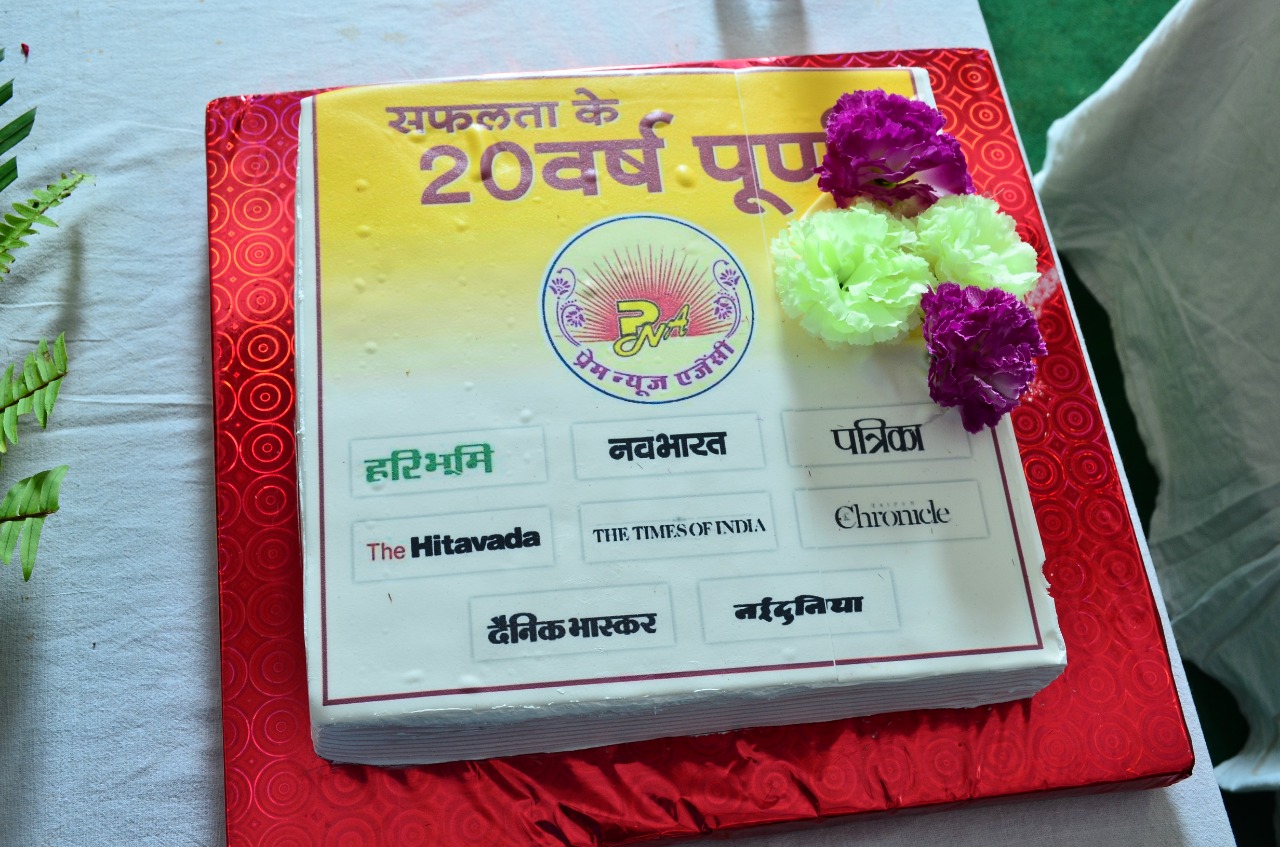 सफलता के
20वर्ष पूर्ण
PNA
प्रेम न्यूज एजेंसी
हरिभूमि
नवभारत
पत्रिका
The Hitavada
THE TIMES OF INDIA
Chronicle
दैनिक भास्कर
नईदुनिया